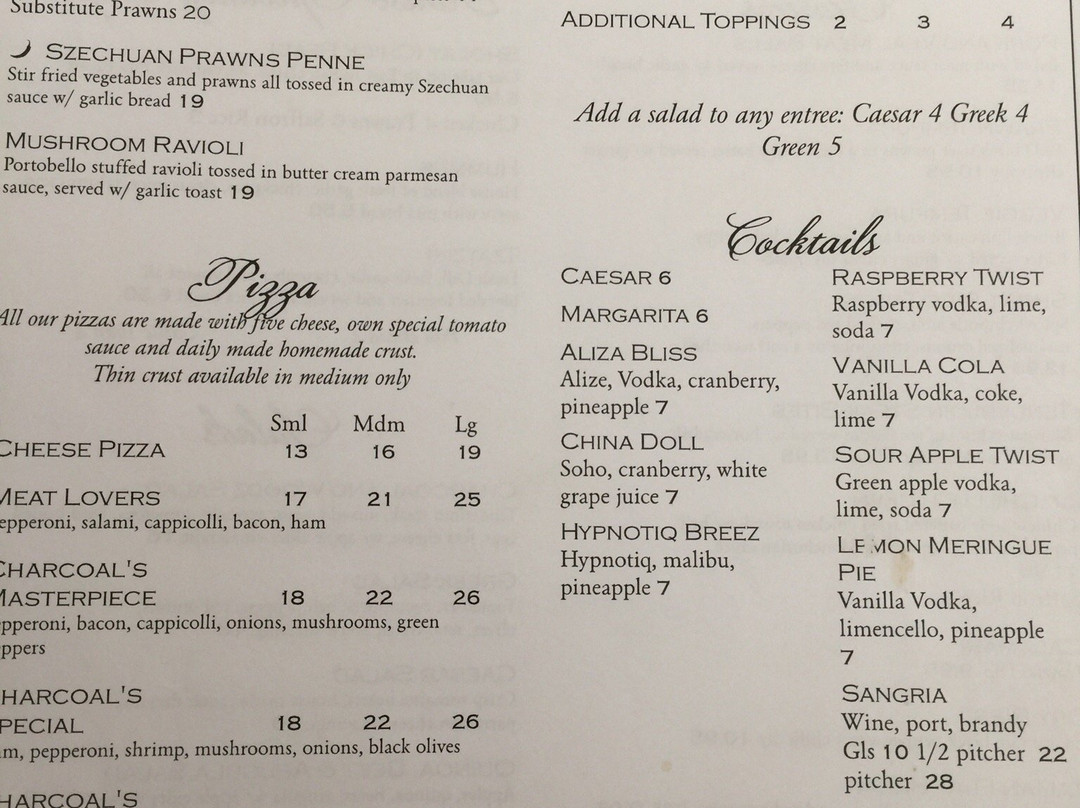 Substitute Prawns 20
SZECHUAN PRAWNS PENNE
Stir fried vegetables and prawns all tossed in creamy Szechuan
sauce w/ garlic bread 19
MUSHROOM RAVIOLI
Portobello stuffed ravioli tossed in butter cream parmesan
sauce, served w/ garlic toast 19
Pizza
All our pizzas are made with five cheese, own special tomato
sauce and daily made homemade crust.
Thin crust available in medium only
Sml Mdm Lg
CHEESE PIZZA 13 16 19
MEAT LOVERS 17 21 25
epperoni, salami, cappicolli, bacon, ham
CHARCOAL'S
MASTERPIECE 18 22 26
pperoni, bacon, cappicolli, onions, mushrooms, green
ppers
HARCOAL'S
PECIAL 18 22 26
m, pepperoni, shrimp, mushrooms, onions, black olives
HARCOAL'S
ADDITIONAL TOPPINGS 2 3 4
Add a salad to any entree: Caesar 4 Greek 4
Green 5
Cocktails
CAESAR 6
MARGARITA 6
ALIZA BLISS
Alize, Vodka, cranberry,
pineapple 7
CHINA DOLL
Soho, cranberry, white
grape juice 7
HYPNOTIQ BREEZ
Hypnotiq, malibu,
pineapple 7
RASPBERRY TWIST
Raspberry vodka, lime,
soda 7
VANILLA COLA
Vanilla Vodka, coke,
lime 7
SOUR APPLE TWIST
Green apple vodka,
lime, soda 7
LEMON MERINGUE
PIE
Vanilla Vodka,
limencello, pineapple
7
SANGRIA
Wine, port, brandy
Gls 10 1/2 pitcher 22
pitcher 28